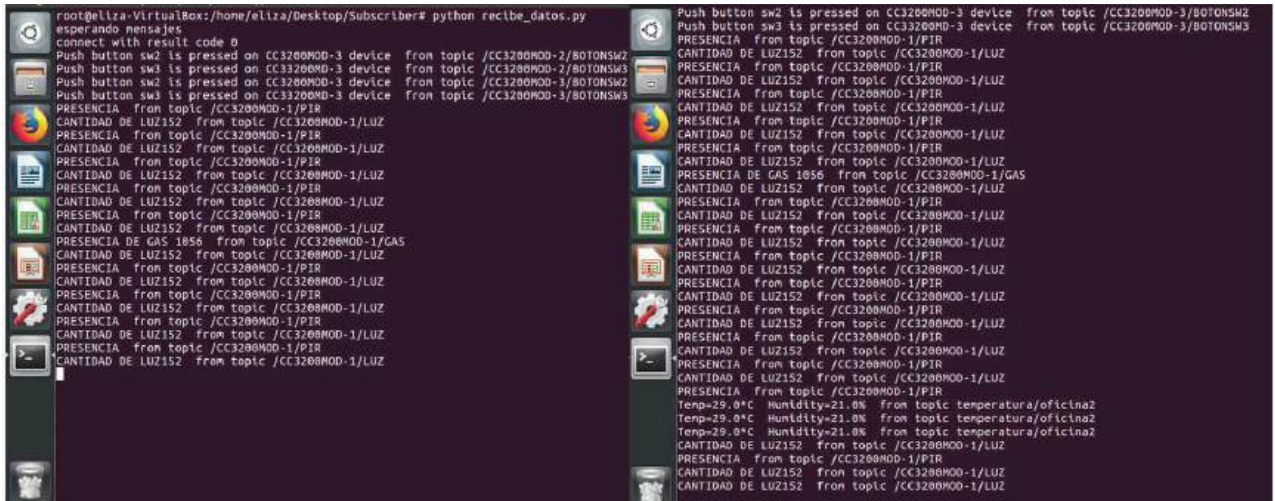 root@eliza-VirtualBox:/home/eliza/Desktop/Subscriber# python recibe_datos.py
esperando mensajes
connect with result code 0
Push button sw2 is pressed on CC3200MOD-3 device  from topic /CC3200MOD-2/BOTONSW2
Push button sw3 is pressed on CC33200MD-3 device  from topic /CC3200MOD-2/BOTONSW3
Push button sw2 is pressed on CC3200MOD-3 device  from topic /CC3200MOD-3/BOTONSW2
Push button sw3 is pressed on CC33200MD-3 device  from topic /CC3200MOD-3/BOTONSW3
PRESENCIA  from topic /CC3200MOD-1/PIR
CANTIDAD DE LUZ152  from topic /CC3200MOD-1/LUZ
PRESENCIA  from topic /CC3200MOD-1/PIR
CANTIDAD DE LUZ152  from topic /CC3200MOD-1/LUZ
PRESENCIA  from topic /CC3200MOD-1/PIR
CANTIDAD DE LUZ152  from topic /CC3200MOD-1/LUZ
PRESENCIA  from topic /CC3200MOD-1/PIR
CANTIDAD DE LUZ152  from topic /CC3200MOD-1/LUZ
PRESENCIA  from topic /CC3200MOD-1/PIR
CANTIDAD DE LUZ152  from topic /CC3200MOD-1/LUZ
PRESENCIA DE GAS 1056  from topic /CC3200MOD-1/GAS
CANTIDAD DE LUZ152  from topic /CC3200MOD-1/LUZ
PRESENCIA  from topic /CC3200MOD-1/PIR
CANTIDAD DE LUZ152  from topic /CC3200MOD-1/LUZ
PRESENCIA  from topic /CC3200MOD-1/PIR
CANTIDAD DE LUZ152  from topic /CC3200MOD-1/LUZ
PRESENCIA  from topic /CC3200MOD-1/PIR
CANTIDAD DE LUZ152  from topic /CC3200MOD-1/LUZ
PRESENCIA  from topic /CC3200MOD-1/PIR
CANTIDAD DE LUZ152  from topic /CC3200MOD-1/LUZ
Push button sw2 is pressed on CC3200MOD-3 device  from topic /CC3200MOD-3/BOTONSW2
Push button sw3 is pressed on CC33200MD-3 device  from topic /CC3200MOD-3/BOTONSW3
PRESENCIA  from topic /CC3200MOD-1/PIR
CANTIDAD DE LUZ152  from topic /CC3200MOD-1/LUZ
PRESENCIA  from topic /CC3200MOD-1/PIR
CANTIDAD DE LUZ152  from topic /CC3200MOD-1/LUZ
PRESENCIA  from topic /CC3200MOD-1/PIR
CANTIDAD DE LUZ152  from topic /CC3200MOD-1/LUZ
PRESENCIA  from topic /CC3200MOD-1/PIR
CANTIDAD DE LUZ152  from topic /CC3200MOD-1/LUZ
PRESENCIA  from topic /CC3200MOD-1/PIR
CANTIDAD DE LUZ152  from topic /CC3200MOD-1/LUZ
PRESENCIA DE GAS 1056  from topic /CC3200MOD-1/GAS
CANTIDAD DE LUZ152  from topic /CC3200MOD-1/LUZ
PRESENCIA  from topic /CC3200MOD-1/PIR
CANTIDAD DE LUZ152  from topic /CC3200MOD-1/LUZ
PRESENCIA  from topic /CC3200MOD-1/PIR
CANTIDAD DE LUZ152  from topic /CC3200MOD-1/LUZ
PRESENCIA  from topic /CC3200MOD-1/PIR
CANTIDAD DE LUZ152  from topic /CC3200MOD-1/LUZ
PRESENCIA  from topic /CC3200MOD-1/PIR
CANTIDAD DE LUZ152  from topic /CC3200MOD-1/LUZ
PRESENCIA  from topic /CC3200MOD-1/PIR
CANTIDAD DE LUZ152  from topic /CC3200MOD-1/LUZ
PRESENCIA  from topic /CC3200MOD-1/PIR
CANTIDAD DE LUZ152  from topic /CC3200MOD-1/LUZ
PRESENCIA  from topic /CC3200MOD-1/PIR
CANTIDAD DE LUZ152  from topic /CC3200MOD-1/LUZ
PRESENCIA  from topic /CC3200MOD-1/PIR
Temp=29.0*C  Humidity=21.0%  from topic temperatura/oficina2
Temp=29.0*C  Humidity=21.0%  from topic temperatura/oficina2
Temp=29.0*C  Humidity=21.0%  from topic temperatura/oficina2
CANTIDAD DE LUZ152  from topic /CC3200MOD-1/LUZ
PRESENCIA  from topic /CC3200MOD-1/PIR
CANTIDAD DE LUZ152  from topic /CC3200MOD-1/LUZ
CANTIDAD DE LUZ152  from topic /CC3200MOD-1/LUZ